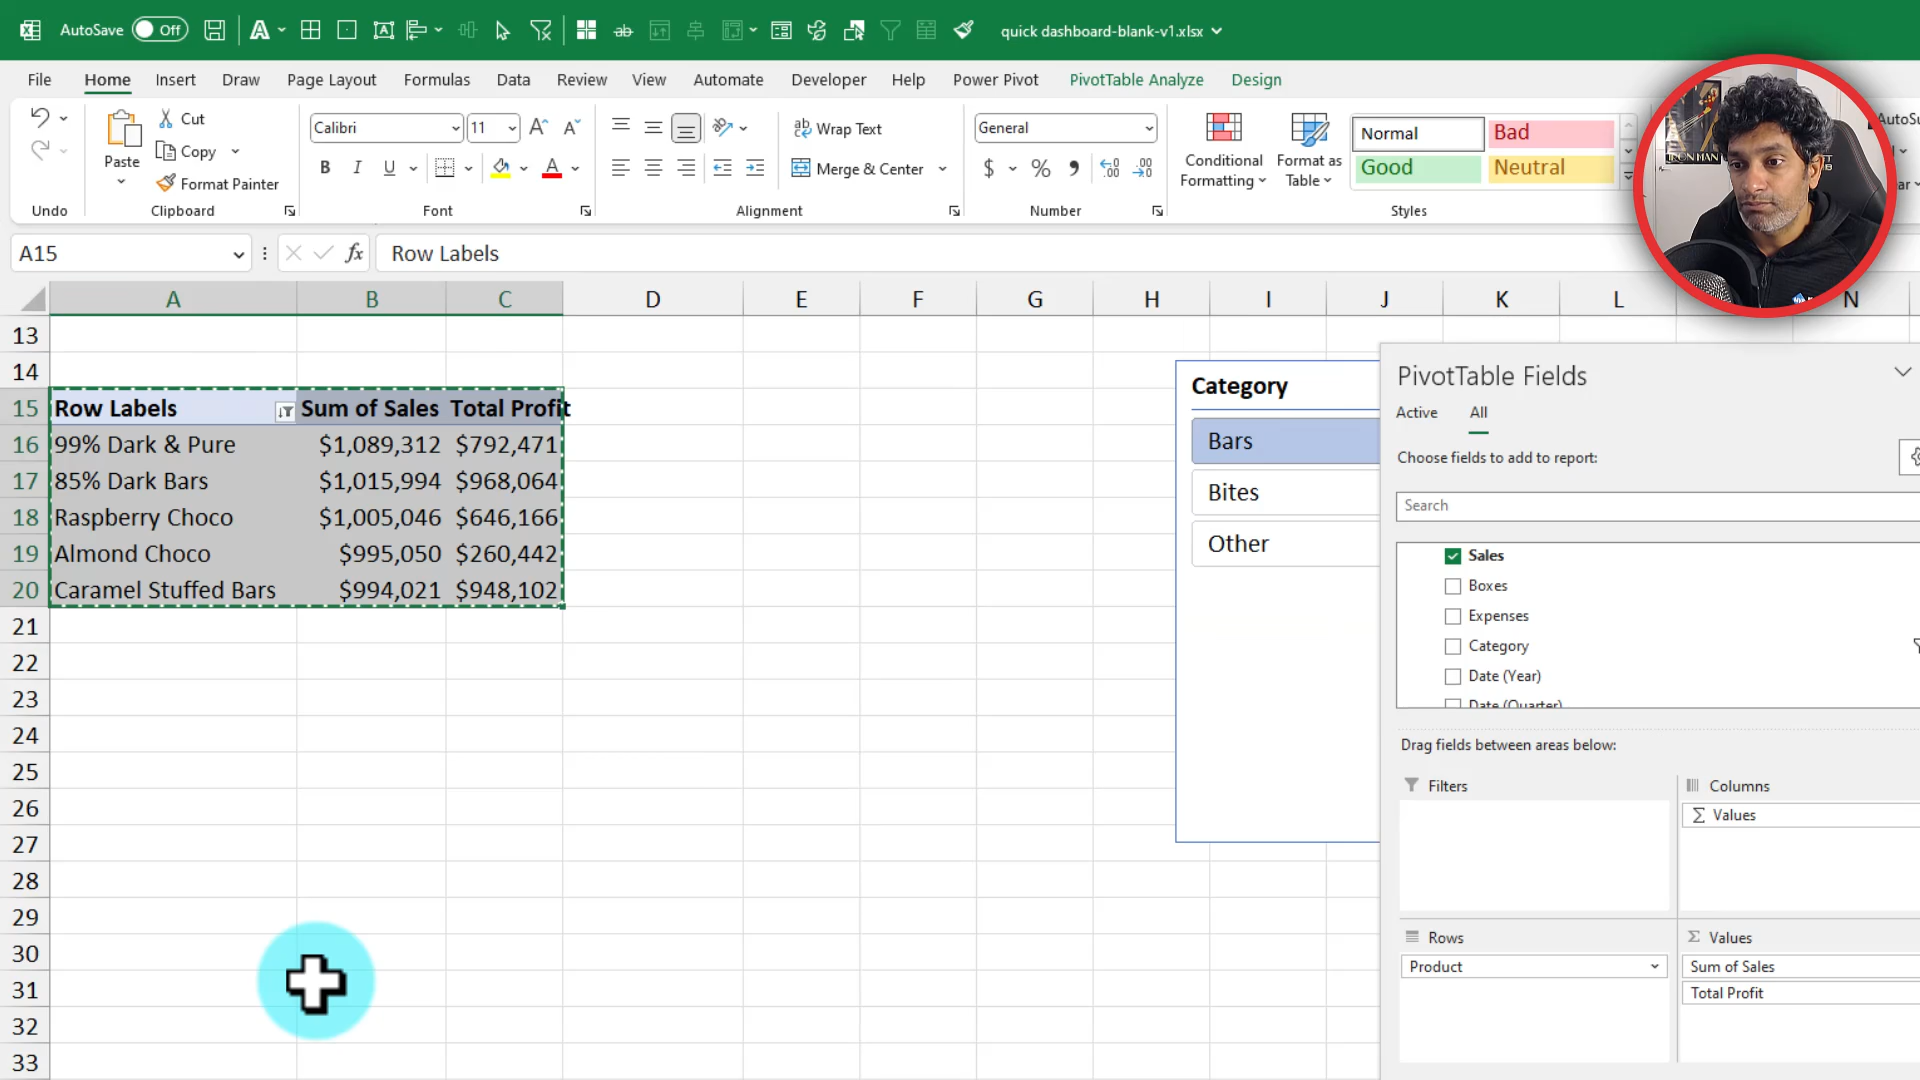 AutoSave Off quick dashboard-blank-v1.xlsx
File Home Insert Draw Page Layout Formulas Data Review View Automate Developer Help Power Pivot PivotTable Analyze Design
Paste
Cut
Copy
Format Painter
Calibri 11
B I U
Wrap Text
Merge & Center
General
$ %
Conditional Formatting
Format as Table
Normal Bad
Good Neutral
Undo Clipboard Font Alignment Number Styles
A15 fx Row Labels
A B C D E F G H I J K L N
13
14
15 Row Labels Sum of Sales Total Profit
16 99% Dark & Pure $1,089,312 $792,471
17 85% Dark Bars $1,015,994 $968,064
18 Raspberry Choco $1,005,046 $646,166
19 Almond Choco $995,050 $260,442
20 Caramel Stuffed Bars $994,021 $948,102
21
22
23
24
25
26
27
28
29
30
31
32
33
Category
Bars
Bites
Other
PivotTable Fields
Active All
Choose fields to add to report:
Search
Sales
Boxes
Expenses
Category
Date (Year)
Date (Quarter)
Drag fields between areas below:
Filters
Columns
Σ Values
Rows
Product
Σ Values
Sum of Sales
Total Profit